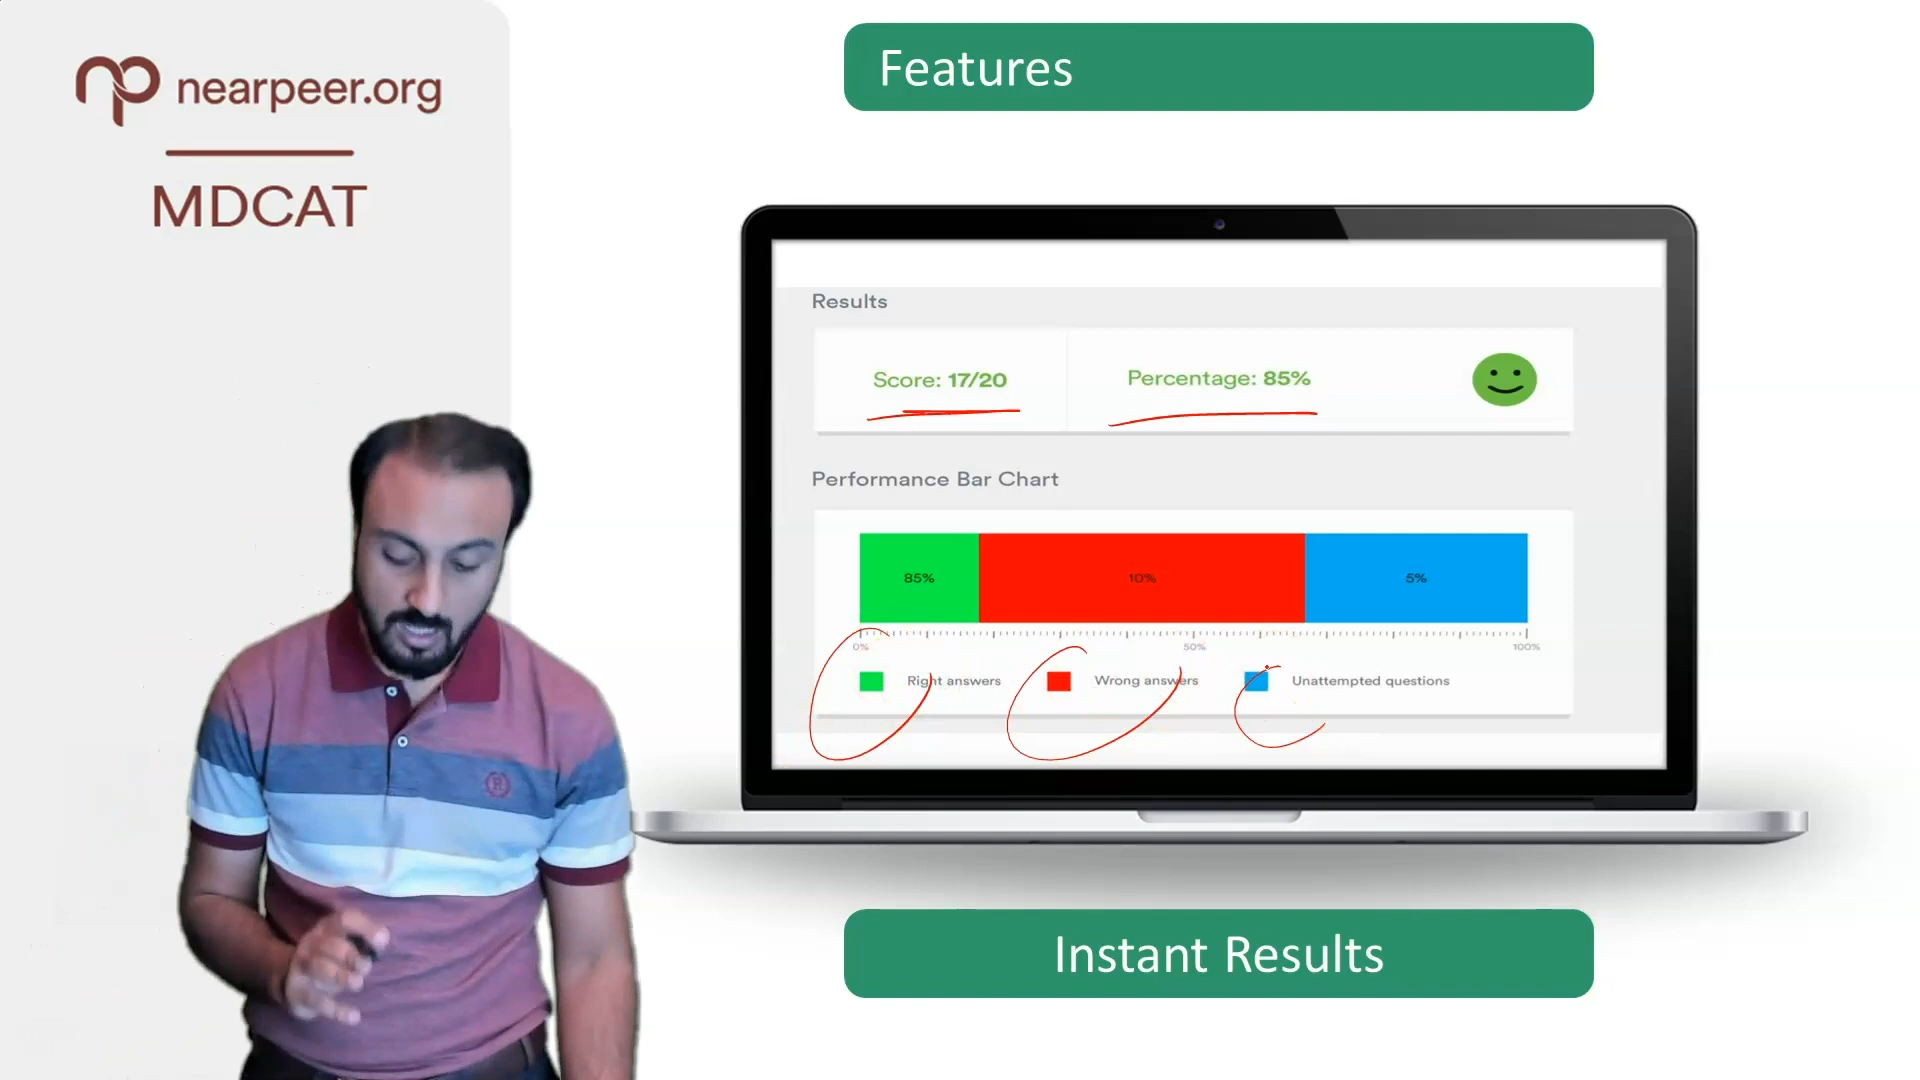 nearpeer.org
MDCAT
Features
Results
Score: 17/20
Percentage: 85%
Performance Bar Chart
85%
10%
5%
0%
50%
100%
Right answers
Wrong answers
Unattempted questions
Instant Results